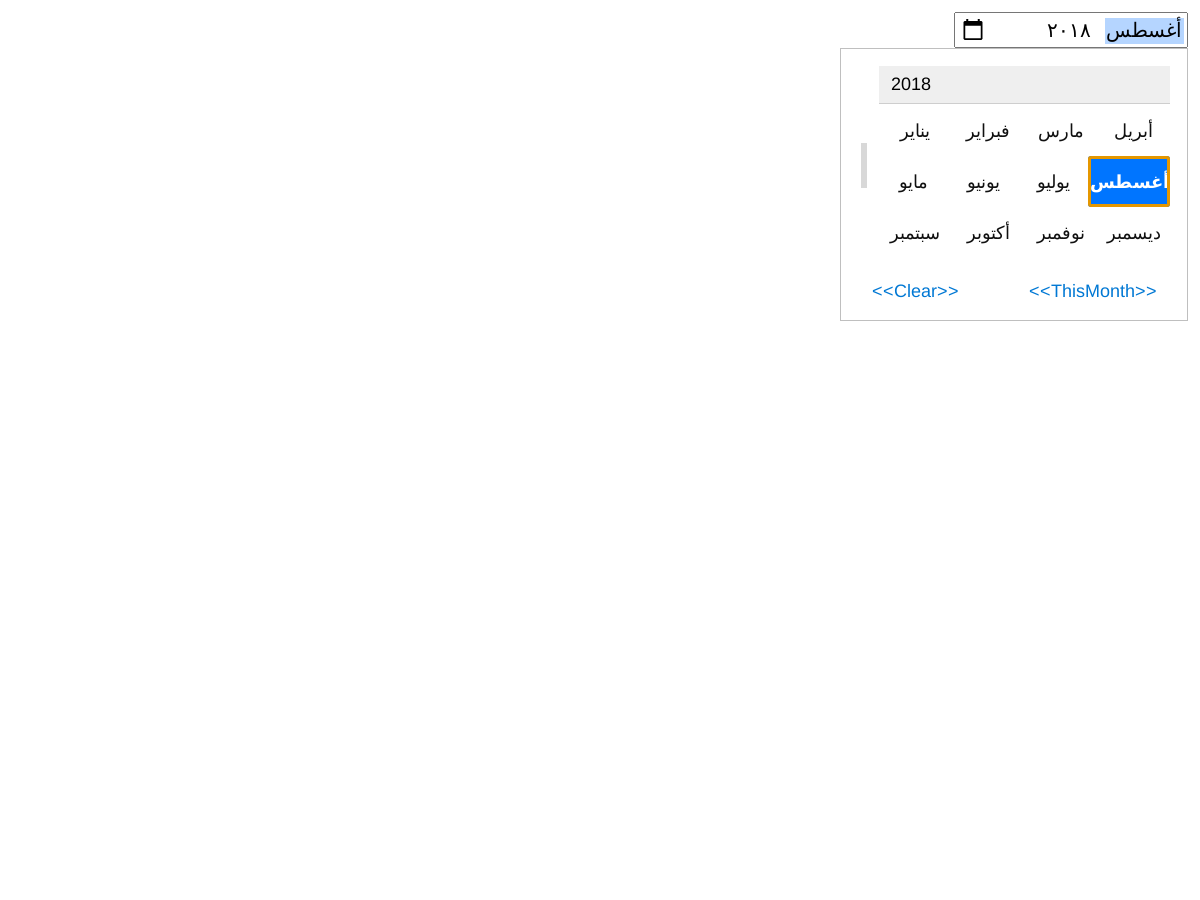 أغسطس ٢٠١٨
2018
يناير فبراير مارس أبريل
مايو يونيو يوليو أغسطس
سبتمبر أكتوبر نوفمبر ديسمبر
<<Clear>> <<ThisMonth>>